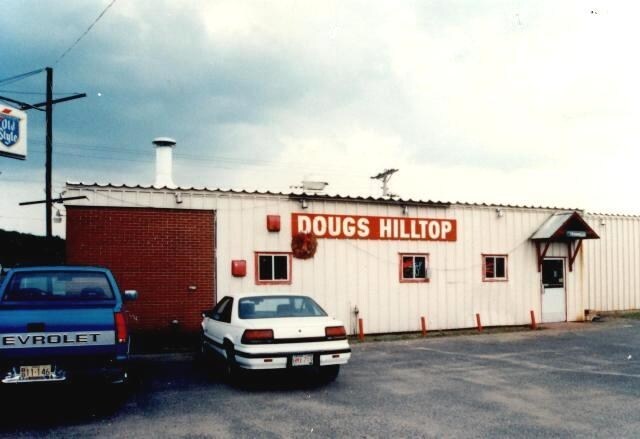 Old
Style
DOUGS HILLTOP
EVROLET